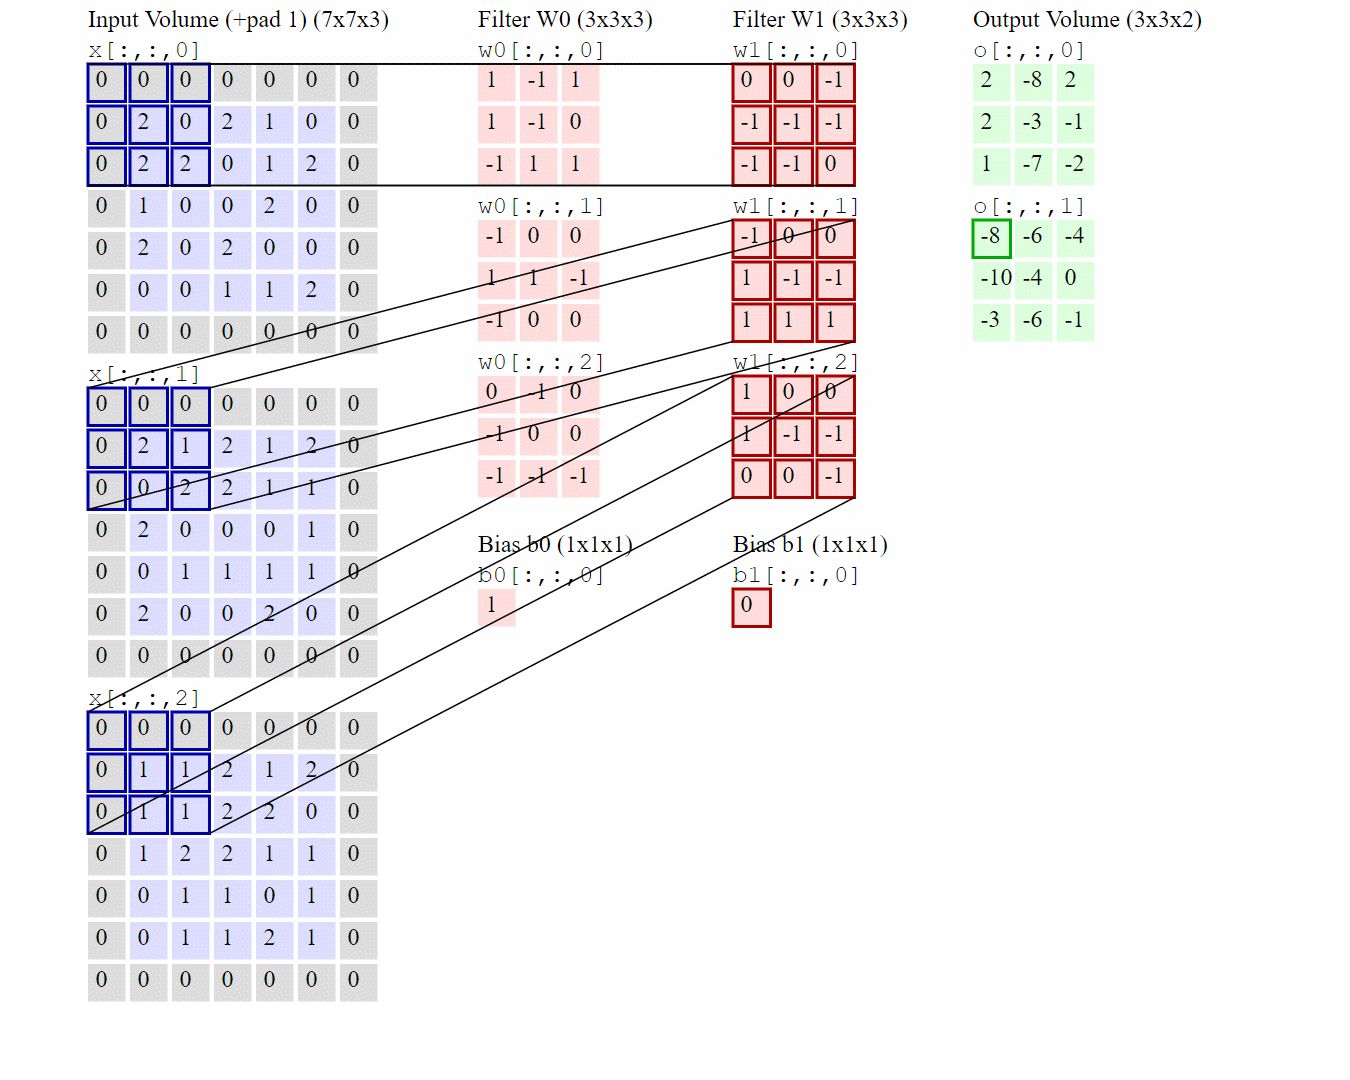 Input Volume (+pad 1) (7x7x3)
x[:,:,0]
0 0 0 0 0 0 0
0 2 0 2 1 0 0
0 2 2 0 1 2 0
0 1 0 0 2 0 0
0 2 0 2 0 0 0
0 0 0 1 1 2 0
0 0 0 0 0 0 0
x[:,:,1]
0 0 0 0 0 0 0
0 2 1 2 1 2 0
0 0 2 2 1 1 0
0 2 0 0 0 1 0
0 0 1 1 1 1 0
0 2 0 0 2 0 0
0 0 0 0 0 0 0
x[:,:,2]
0 0 0 0 0 0 0
0 1 1 2 1 2 0
0 1 1 2 2 0 0
0 1 2 2 1 1 0
0 0 1 1 0 1 0
0 0 1 1 2 1 0
0 0 0 0 0 0 0
Filter W0 (3x3x3)
w0[:,:,0]
1 -1 1
1 -1 0
-1 1 1
w0[:,:,1]
-1 0 0
1 1 -1
-1 0 0
w0[:,:,2]
0 -1 0
-1 0 0
-1 -1 -1
Bias b0 (1x1x1)
b0[:,:,0]
1
Filter W1 (3x3x3)
w1[:,:,0]
0 0 -1
-1 -1 -1
-1 -1 0
w1[:,:,1]
-1 0 0
1 -1 -1
1 1 1
w1[:,:,2]
1 0 0
1 -1 -1
0 0 -1
Bias b1 (1x1x1)
b1[:,:,0]
0
Output Volume (3x3x2)
o[:,:,0]
2 -8 2
2 -3 -1
1 -7 -2
o[:,:,1]
-8 -6 -4
-10 -4 0
-3 -6 -1